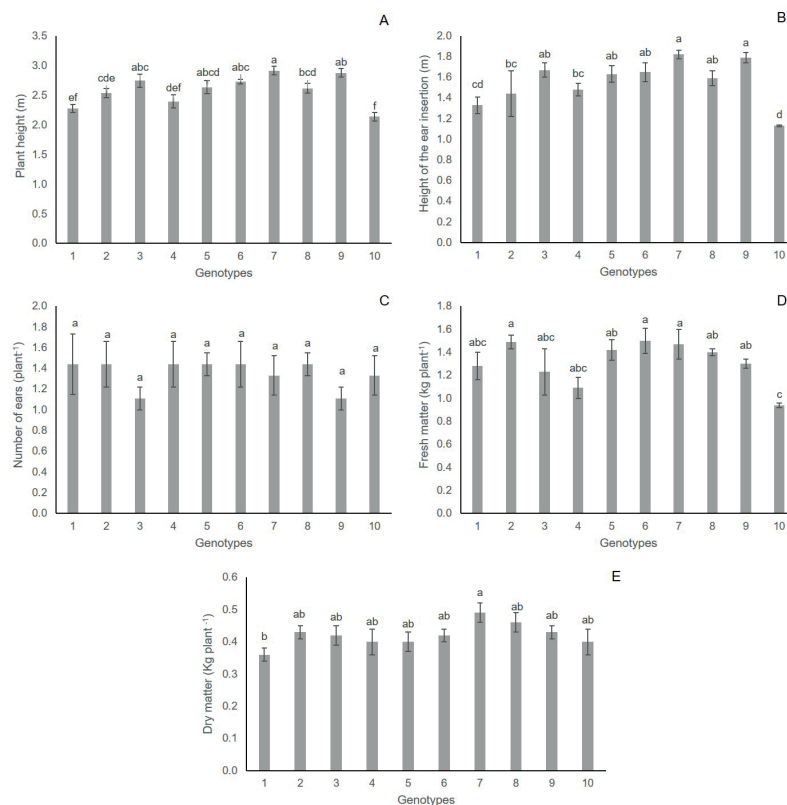 A
Plant height (m)
3.5
3.0
2.5
2.0
1.5
1.0
0.5
0.0
ef cde abc def abcd abc a bcd ab f
1 2 3 4 5 6 7 8 9 10
Genotypes
B
Height of the ear insertion (m)
2.0
1.8
1.6
1.4
1.2
1.0
0.8
0.6
0.4
0.2
0.0
cd bc ab bc ab ab a ab a d
1 2 3 4 5 6 7 8 9 10
Genotypes
C
Number of ears (plant⁻¹)
2.0
1.8
1.6
1.4
1.2
1.0
0.8
0.6
0.4
0.2
0.0
a a a a a a a a a a
1 2 3 4 5 6 7 8 9 10
Genotypes
D
Fresh matter (kg plant⁻¹)
1.8
1.6
1.4
1.2
1.0
0.8
0.6
0.4
0.2
0.0
abc a abc abc ab a a ab ab c
1 2 3 4 5 6 7 8 9 10
Genotypes
E
Dry matter (Kg plant ⁻¹)
0.6
0.5
0.4
0.3
0.2
0.1
0.0
b ab ab ab ab ab a ab ab ab
1 2 3 4 5 6 7 8 9 10
Genotypes